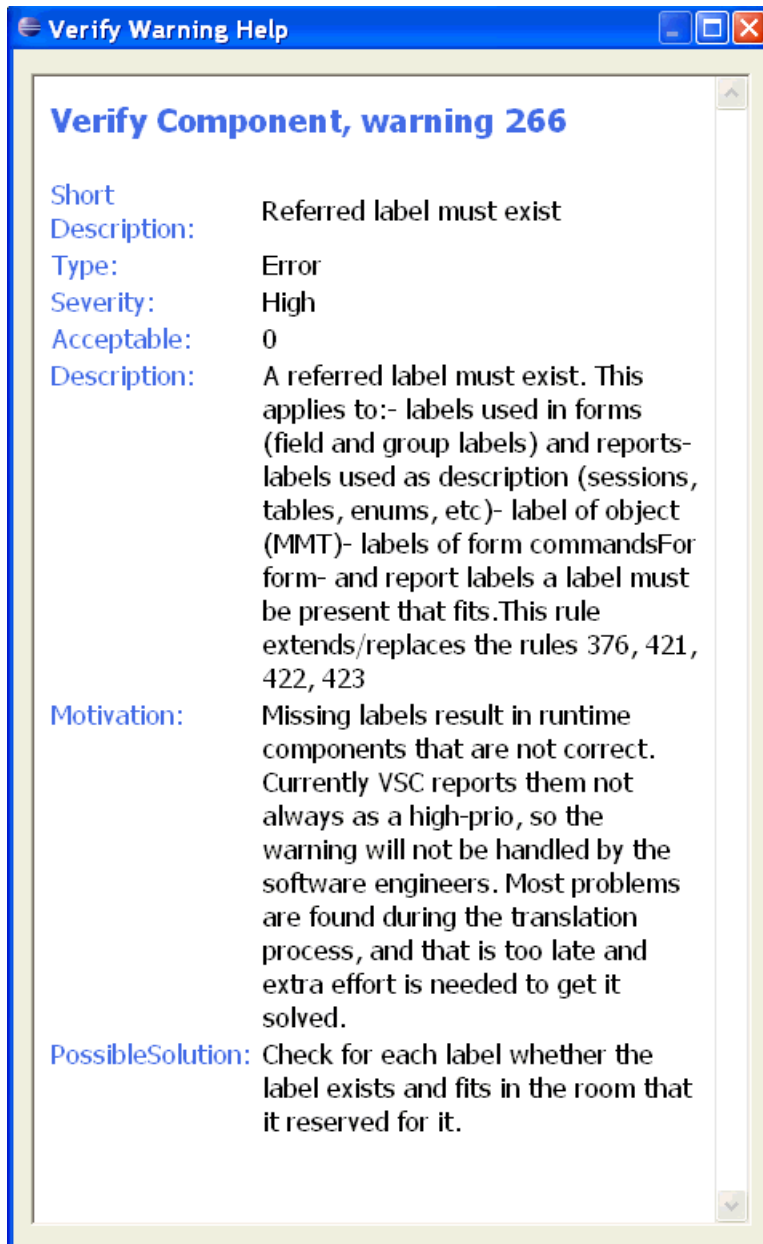 Verify Warning Help
Verify Component, warning 266
Short
Description:
Referred label must exist
Type: Error
Severity: High
Acceptable: 0
Description: A referred label must exist. This
applies to:- labels used in forms
(field and group labels) and reports-
labels used as description (sessions,
tables, enums, etc)- label of object
(MMT)- labels of form commandsFor
form- and report labels a label must
be present that fits.This rule
extends/replaces the rules 376, 421,
422, 423
Motivation: Missing labels result in runtime
components that are not correct.
Currently VSC reports them not
always as a high-prio, so the
warning will not be handled by the
software engineers. Most problems
are found during the translation
process, and that is too late and
extra effort is needed to get it
solved.
PossibleSolution: Check for each label whether the
label exists and fits in the room that
it reserved for it.